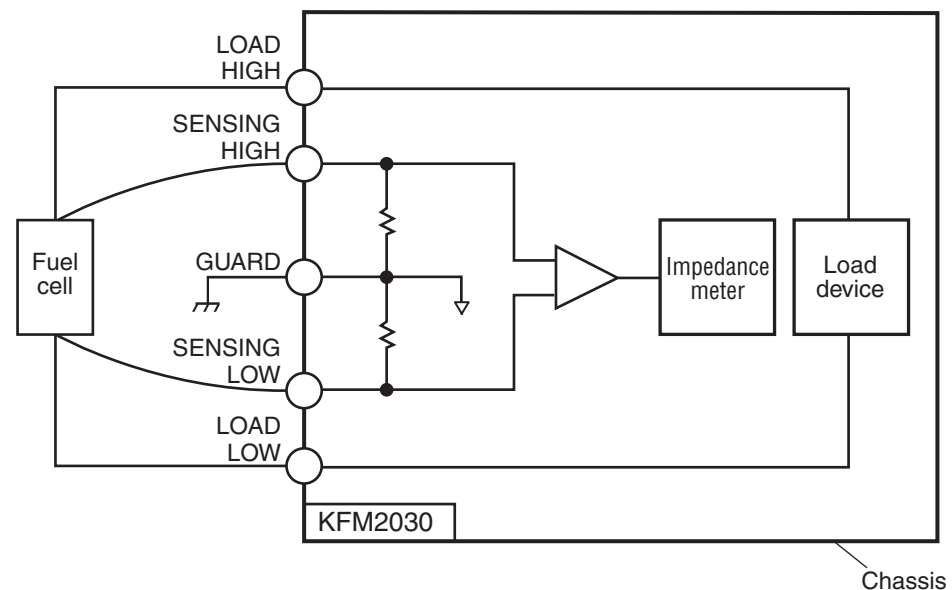 LOAD
HIGH
SENSING
HIGH
GUARD
Fuel
cell
Impedance
meter
Load
device
SENSING
LOW
LOAD
LOW
KFM2030
Chassis